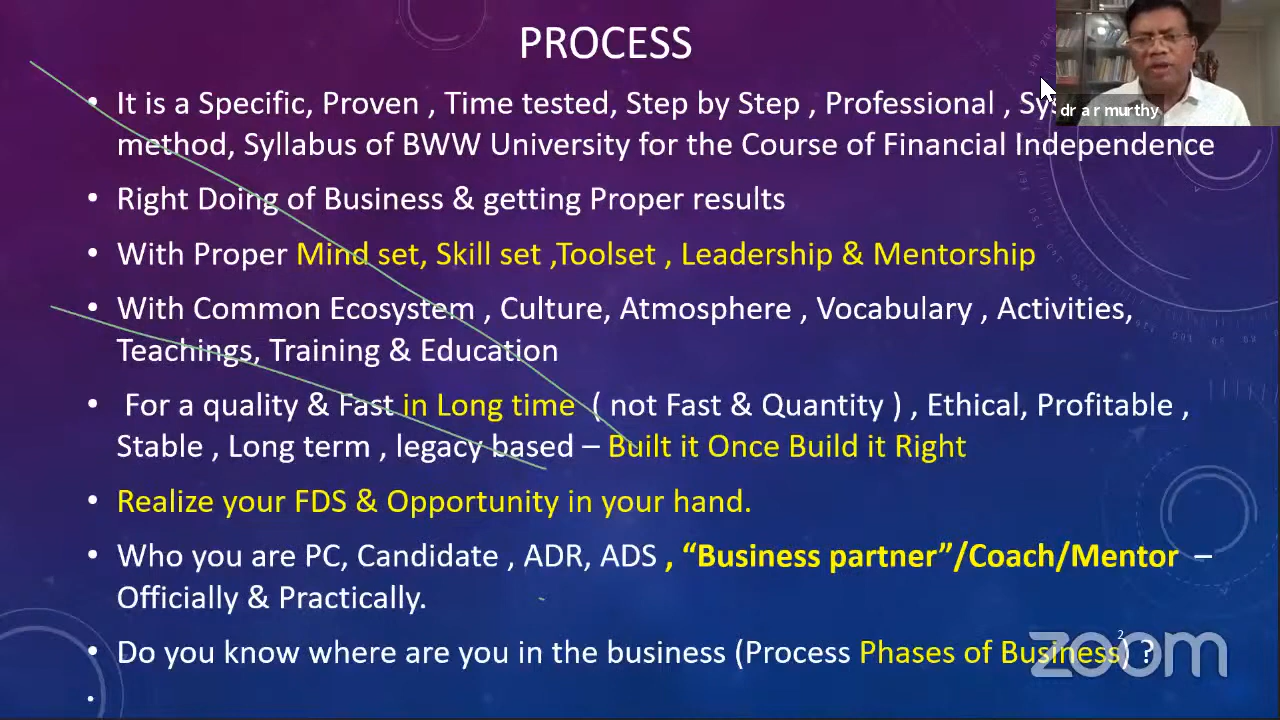 PROCESS
dr a r murthy
• It is a Specific, Proven , Time tested, Step by Step , Professional ,
method, Syllabus of BWW University for the Course of Financial Independence
• Right Doing of Business & getting Proper results
• With Proper Mind set, Skill set ,Toolset , Leadership & Mentorship
• With Common Ecosystem , Culture, Atmosphere , Vocabulary , Activities,
Teachings, Training & Education
• For a quality & Fast in Long time ( not Fast & Quantity ) , Ethical, Profitable ,
Stable , Long term , legacy based – Built it Once Build it Right
• Realize your FDS & Opportunity in your hand.
• Who you are PC, Candidate , ADR, ADS , “Business partner”/Coach/Mentor –
Officially & Practically.
• Do you know where are you in the business (Process Phases of Business) ?
2
zoom
•